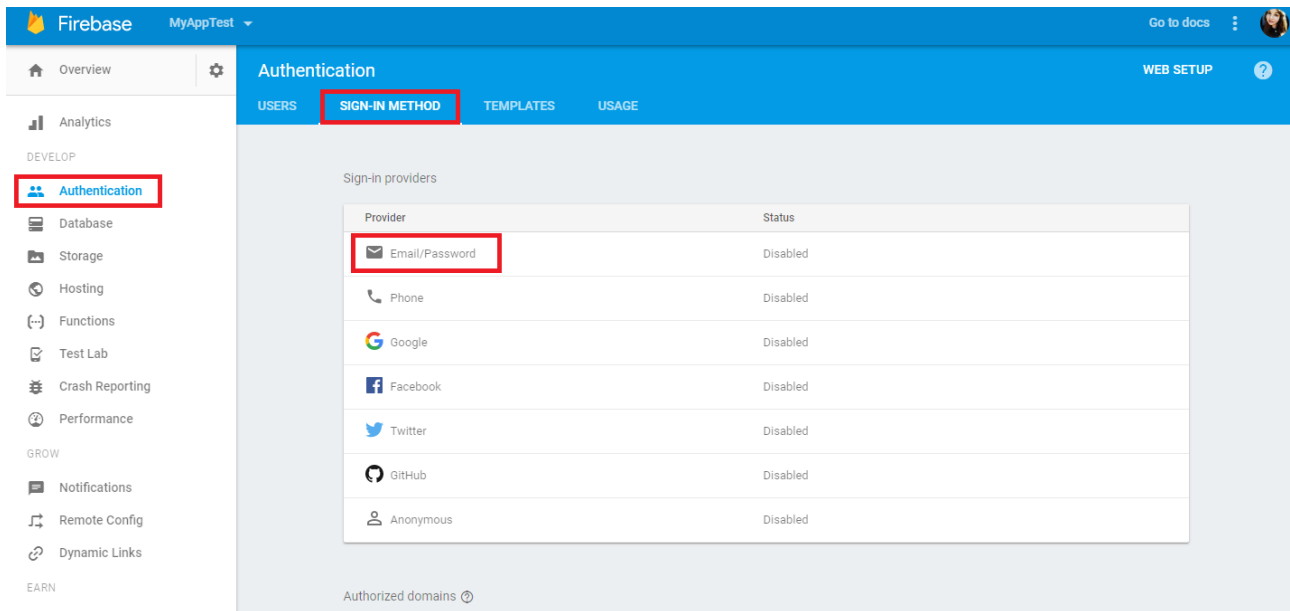 Firebase MyAppTest Go to docs
Overview
Authentication WEB SETUP
USERS SIGN-IN METHOD TEMPLATES USAGE
Analytics
DEVELOP
Authentication
Database
Storage
Hosting
Functions
Test Lab
Crash Reporting
Performance
GROW
Notifications
Remote Config
Dynamic Links
EARN
Sign-in providers
Provider Status
Email/Password Disabled
Phone Disabled
Google Disabled
Facebook Disabled
Twitter Disabled
GitHub Disabled
Anonymous Disabled
Authorized domains